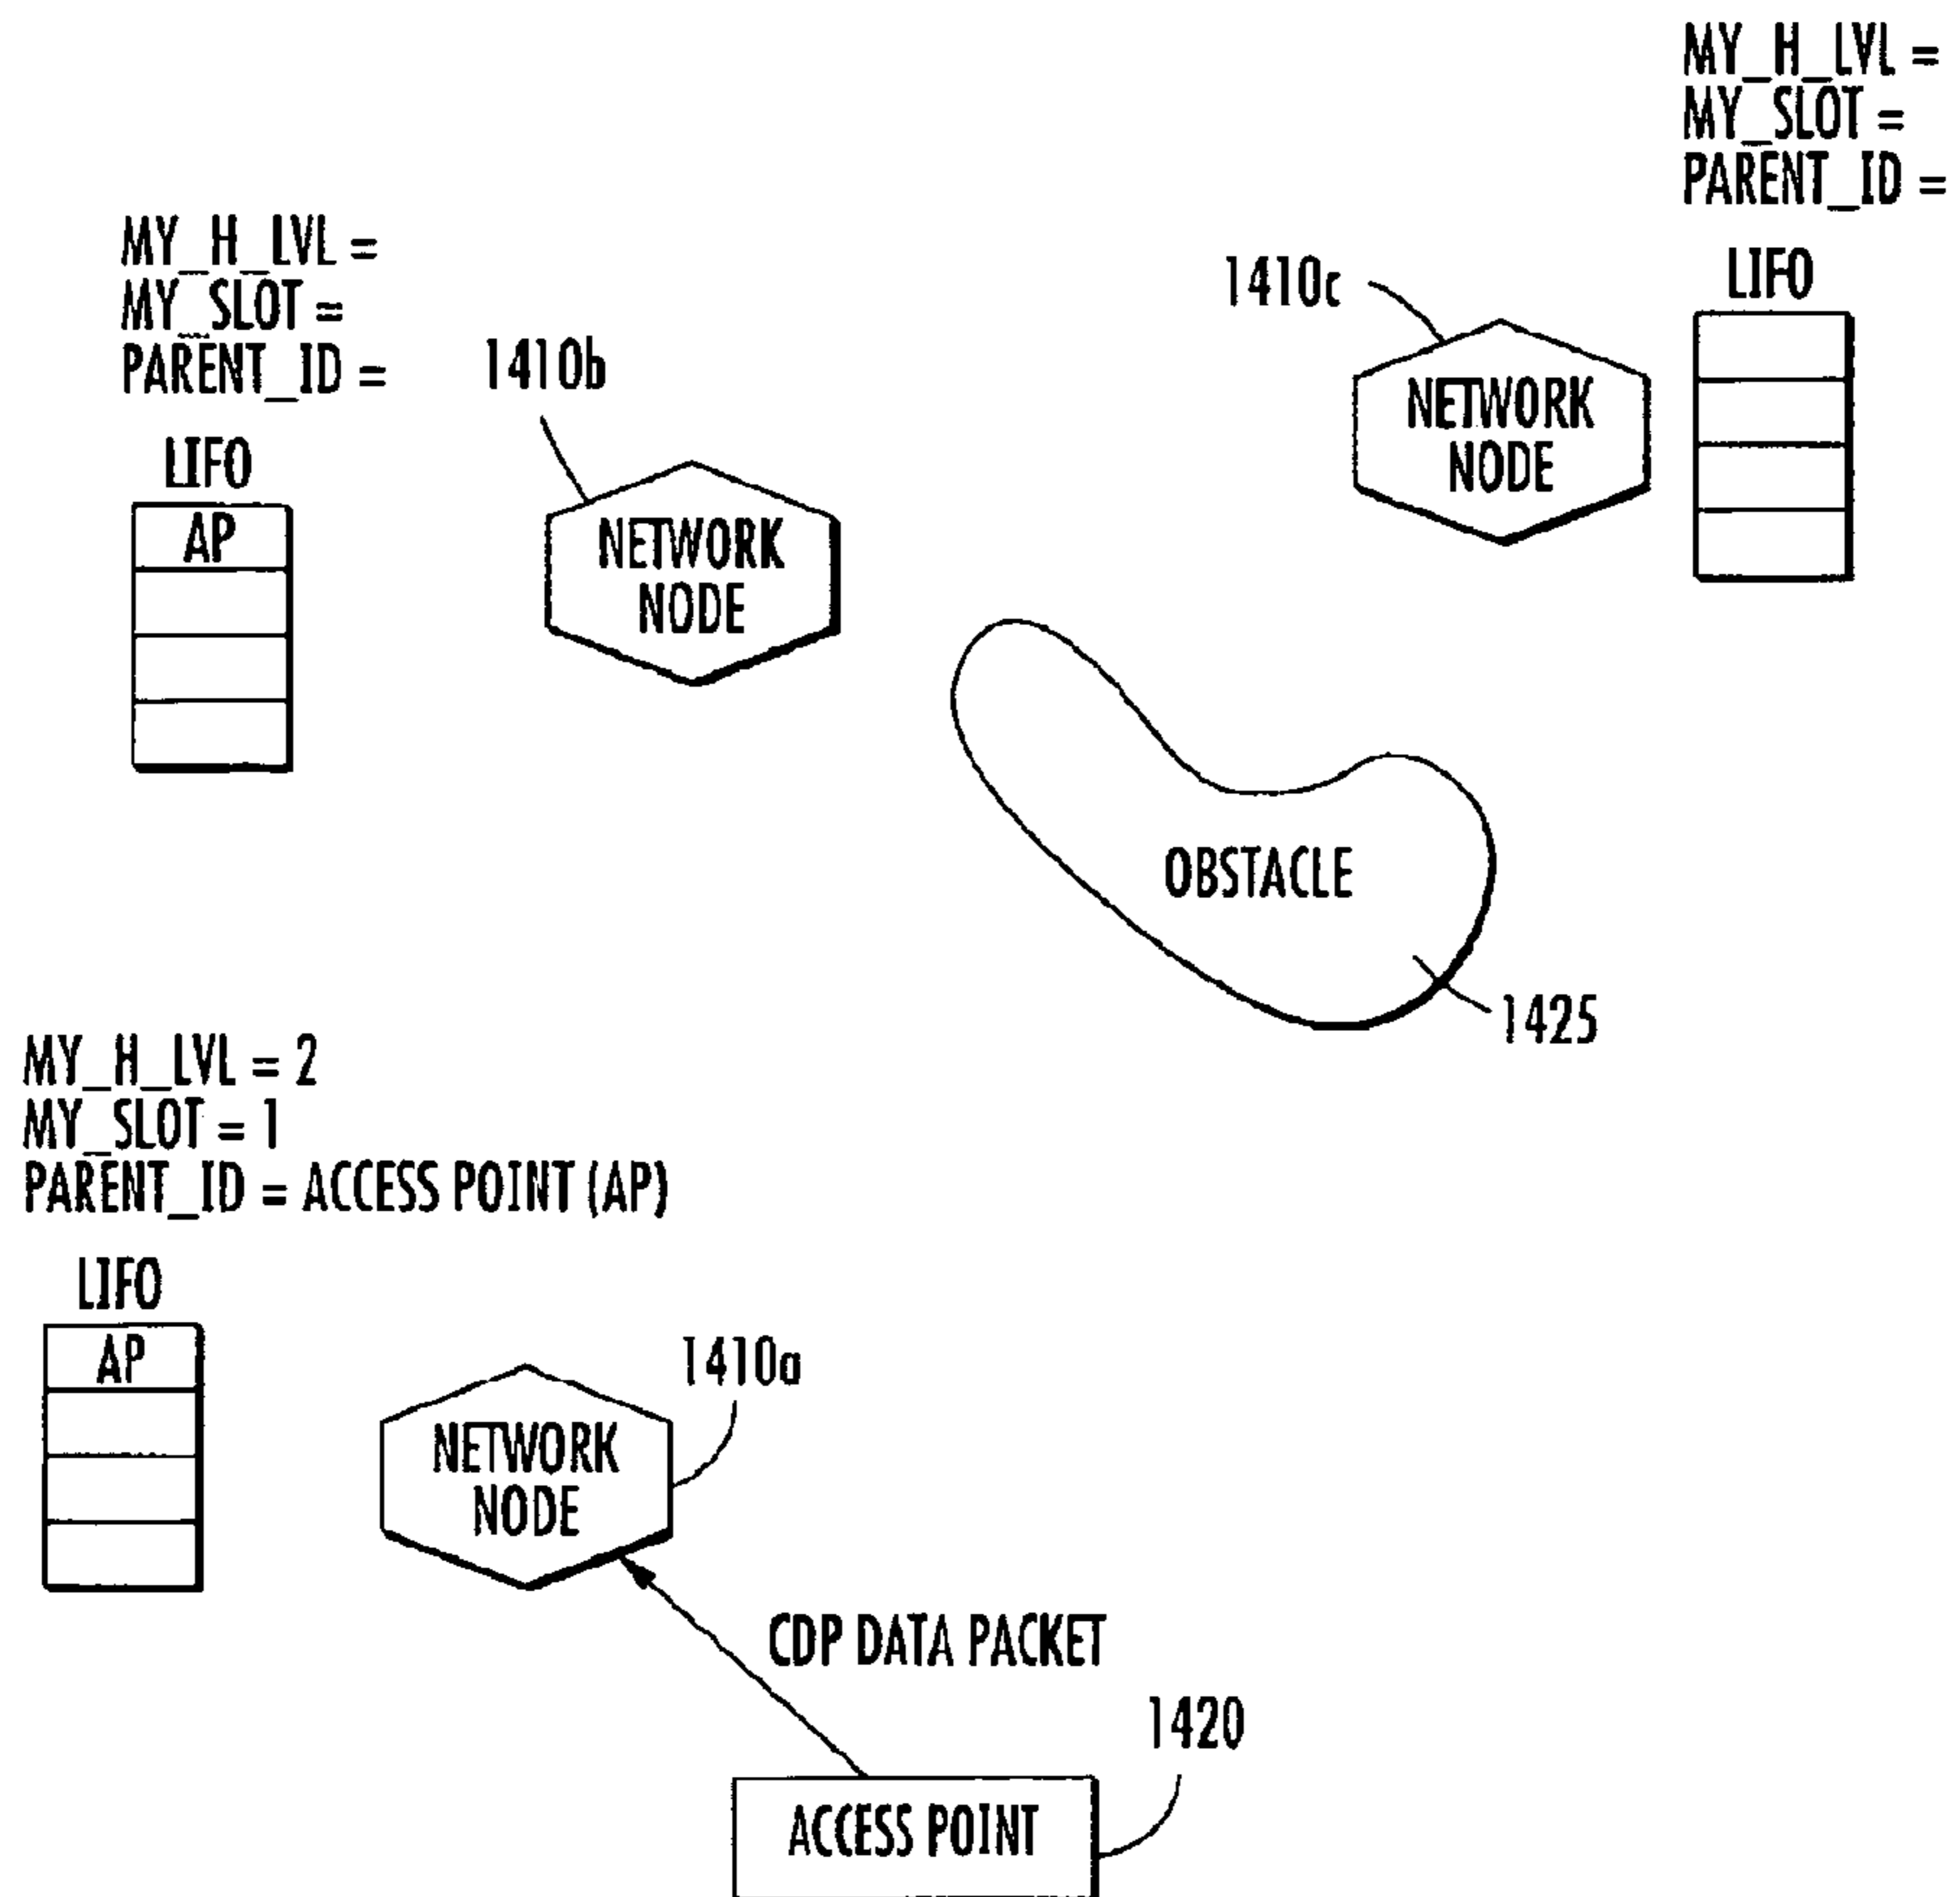 MY_H_LVL =
MY_SLOT =
PARENT_ID =
LIFO
1410c
NETWORK
NODE
MY_H_LVL =
MY_SLOT =
PARENT_ID =
1410b
LIFO
AP
NETWORK
NODE
OBSTACLE
1425
MY_H_LVL = 2
MY_SLOT = 1
PARENT_ID = ACCESS POINT (AP)
LIFO
AP
1410a
NETWORK
NODE
CDP DATA PACKET
1420
ACCESS POINT